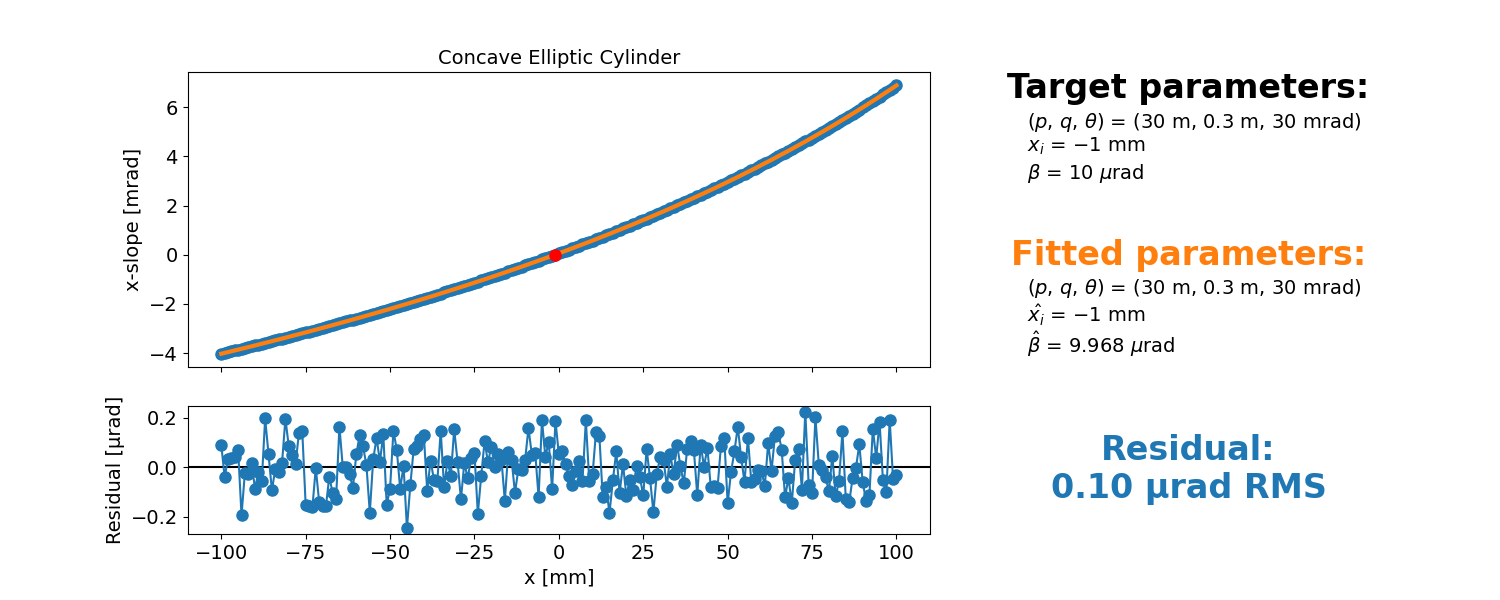 Concave Elliptic Cylinder
x-slope [mrad]
6
4
2
0
−2
−4
Residual [μrad]
0.2
0.0
−0.2
−100
−75
−50
−25
0
25
50
75
100
x [mm]
Target parameters:
(p, q, θ) = (30 m, 0.3 m, 30 mrad)
xᵢ = −1 mm
β = 10 μrad
Fitted parameters:
(p, q, θ) = (30 m, 0.3 m, 30 mrad)
x̂ᵢ = −1 mm
β̂ = 9.968 μrad
Residual:
0.10 μrad RMS